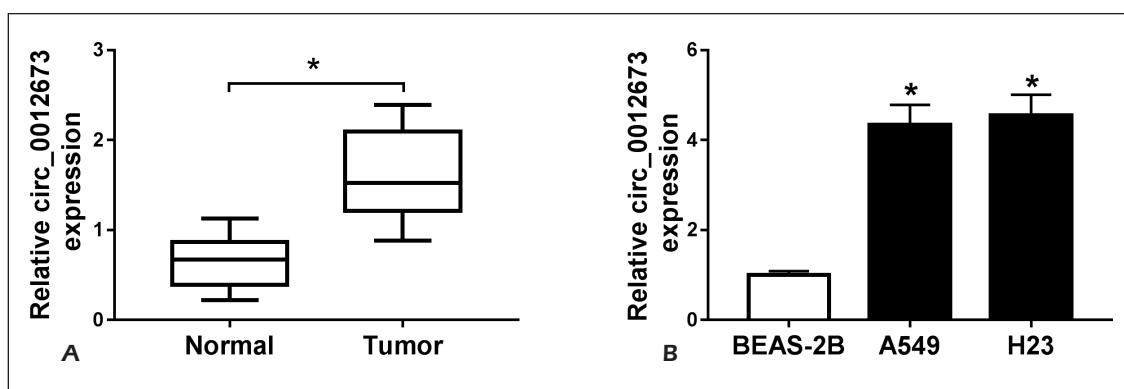 Relative circ_0012673
expression
3
2
1
0
*
Normal
Tumor
A
Relative circ_0012673
expression
6
4
2
0
*
*
BEAS-2B
A549
H23
B